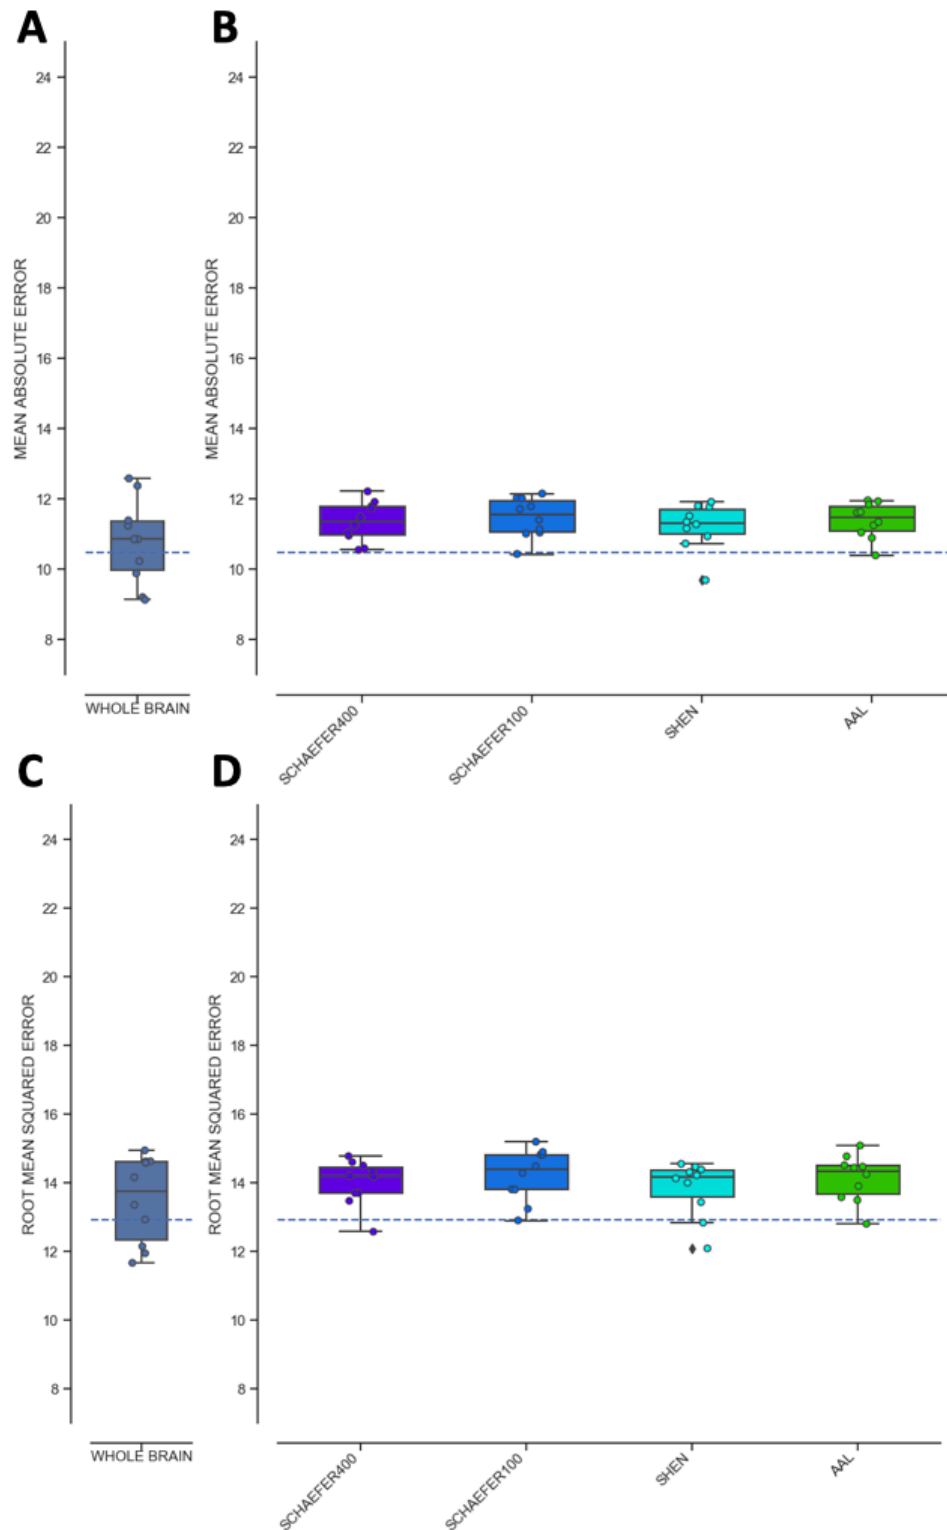 A
B
24
22
20
18
16
14
12
10
8
MEAN ABSOLUTE ERROR
WHOLE BRAIN
24
22
20
18
16
14
12
10
8
MEAN ABSOLUTE ERROR
SCHAEFER400
SCHAEFER100
SHEN
AAL
C
D
24
22
20
18
16
14
12
10
8
ROOT MEAN SQUARED ERROR
WHOLE BRAIN
24
22
20
18
16
14
12
10
8
ROOT MEAN SQUARED ERROR
SCHAEFER400
SCHAEFER100
SHEN
AAL